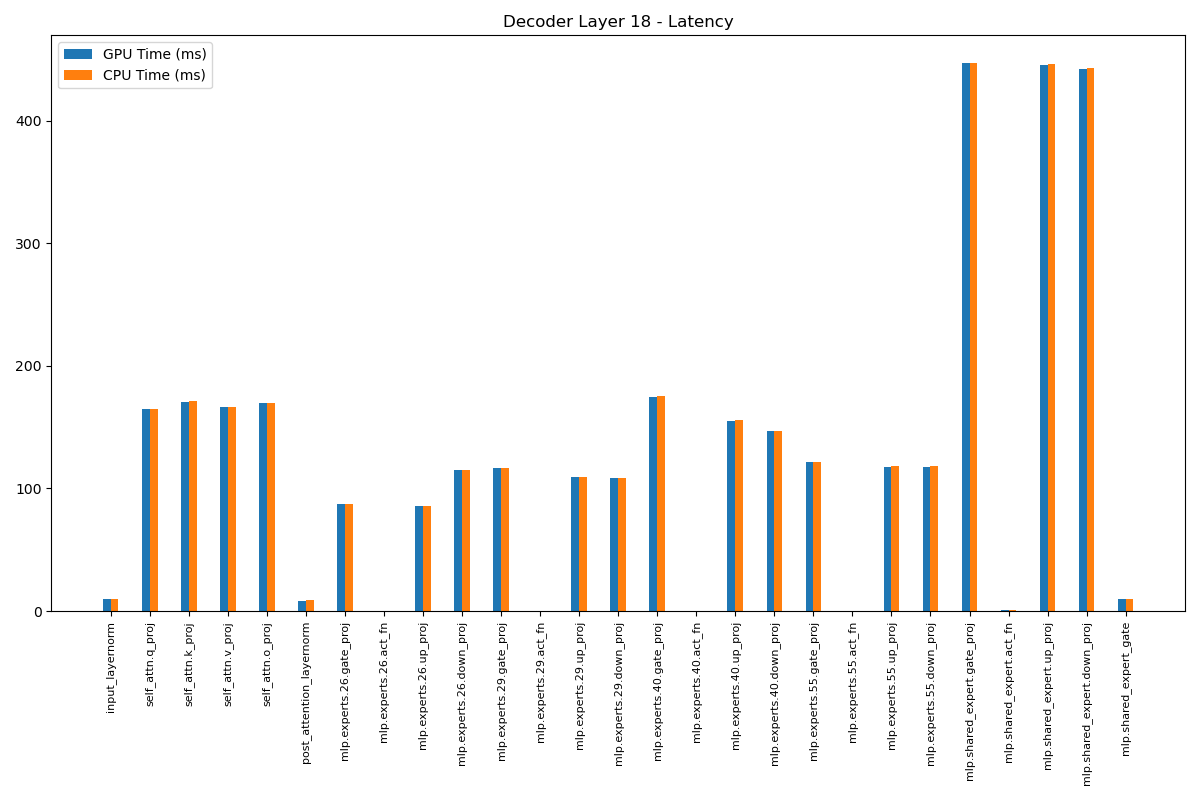 Decoder Layer 18 - Latency
GPU Time (ms)
CPU Time (ms)
400
300
200
100
0
input_layernorm
self_attn.q_proj
self_attn.k_proj
self_attn.v_proj
self_attn.o_proj
post_attention_layernorm
mlp.experts.26.gate_proj
mlp.experts.26.act_fn
mlp.experts.26.up_proj
mlp.experts.26.down_proj
mlp.experts.29.gate_proj
mlp.experts.29.act_fn
mlp.experts.29.up_proj
mlp.experts.29.down_proj
mlp.experts.40.gate_proj
mlp.experts.40.act_fn
mlp.experts.40.up_proj
mlp.experts.40.down_proj
mlp.experts.55.gate_proj
mlp.experts.55.act_fn
mlp.experts.55.up_proj
mlp.experts.55.down_proj
mlp.shared_expert.gate_proj
mlp.shared_expert.act_fn
mlp.shared_expert.up_proj
mlp.shared_expert.down_proj
mlp.shared_expert_gate